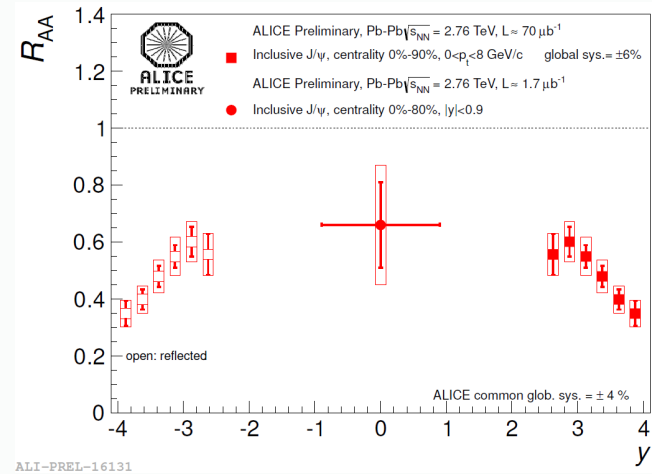 R_AA
1.4
1.2
1
0.8
0.6
0.4
0.2
0
ALICE
PRELIMINARY
ALICE Preliminary, Pb-Pb√s_NN = 2.76 TeV, L ≈ 70 μb⁻¹
Inclusive J/ψ, centrality 0%-90%, 0<p_t<8 GeV/c global sys.= ±6%
ALICE Preliminary, Pb-Pb√s_NN = 2.76 TeV, L ≈ 1.7 μb⁻¹
Inclusive J/ψ, centrality 0%-80%, |y|<0.9
open: reflected
ALICE common glob. sys. = ± 4 %
-4 -3 -2 -1 0 1 2 3 4
y
ALI-PREL-16131